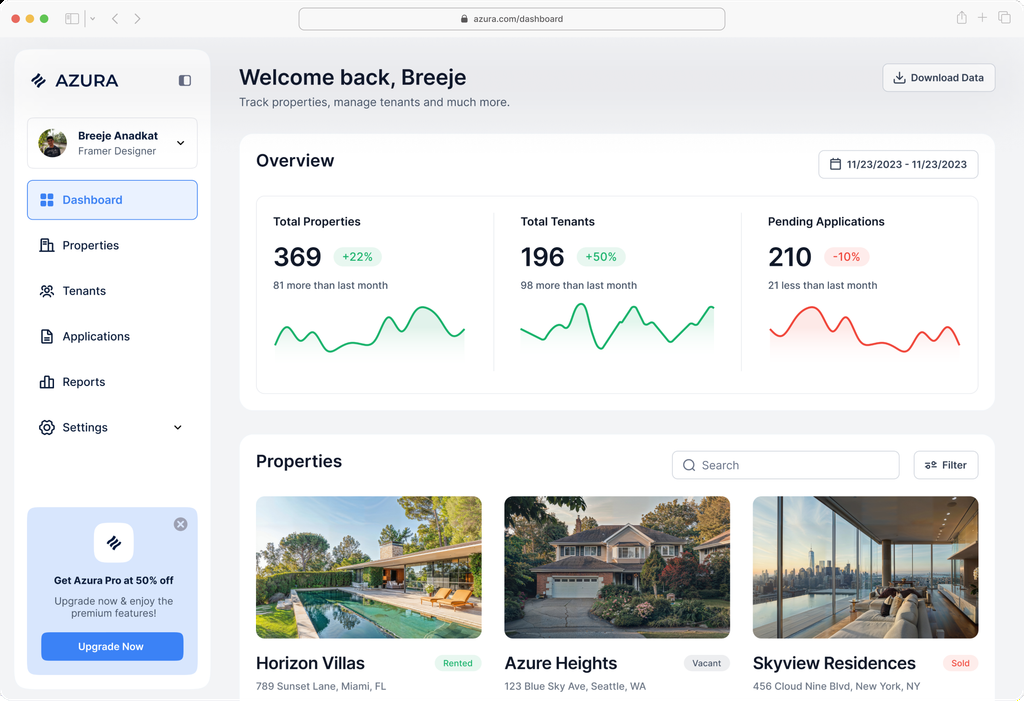 azura.com/dashboard
AZURA
Breeje Anadkat
Framer Designer
Dashboard
Properties
Tenants
Applications
Reports
Settings
Get Azura Pro at 50% off
Upgrade now & enjoy the
premium features!
Upgrade Now
Welcome back, Breeje
Track properties, manage tenants and much more.
Download Data
Overview
11/23/2023 - 11/23/2023
Total Properties
369 +22%
81 more than last month
Total Tenants
196 +50%
98 more than last month
Pending Applications
210 -10%
21 less than last month
Properties
Search
Filter
Horizon Villas Rented
789 Sunset Lane, Miami, FL
Azure Heights Vacant
123 Blue Sky Ave, Seattle, WA
Skyview Residences Sold
456 Cloud Nine Blvd, New York, NY